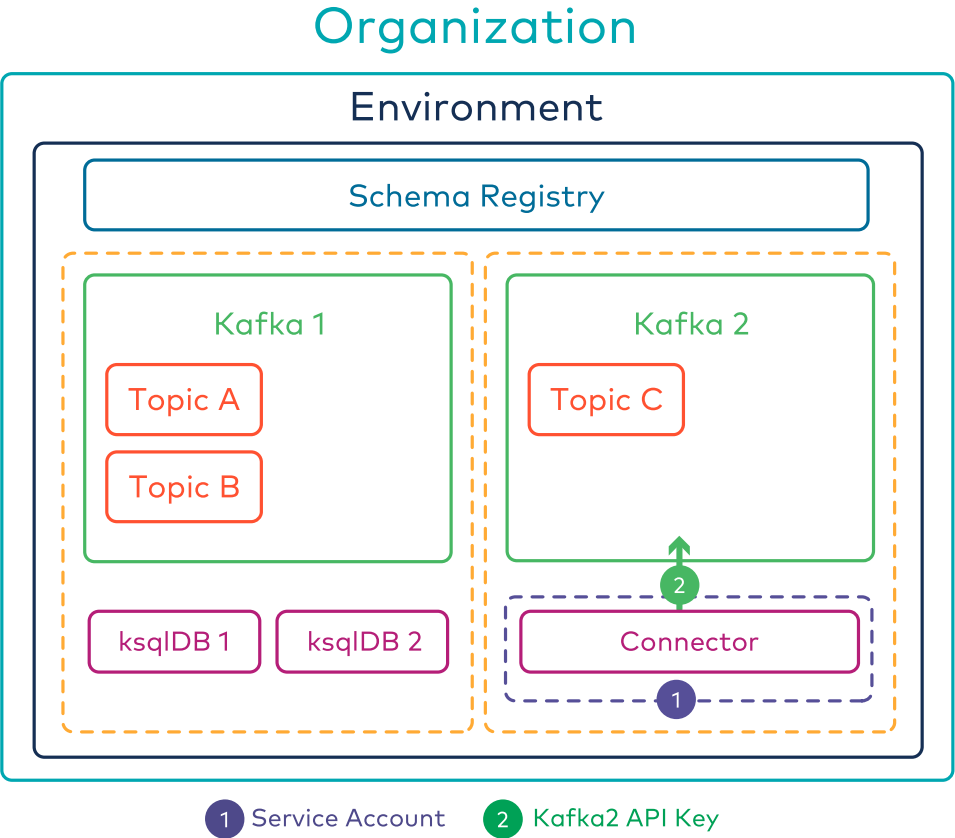 Organization
Environment
Schema Registry
Kafka 1
Topic A
Topic B
ksqlDB 1
ksqlDB 2
Kafka 2
Topic C
2
Connector
1
1 Service Account
2 Kafka2 API Key